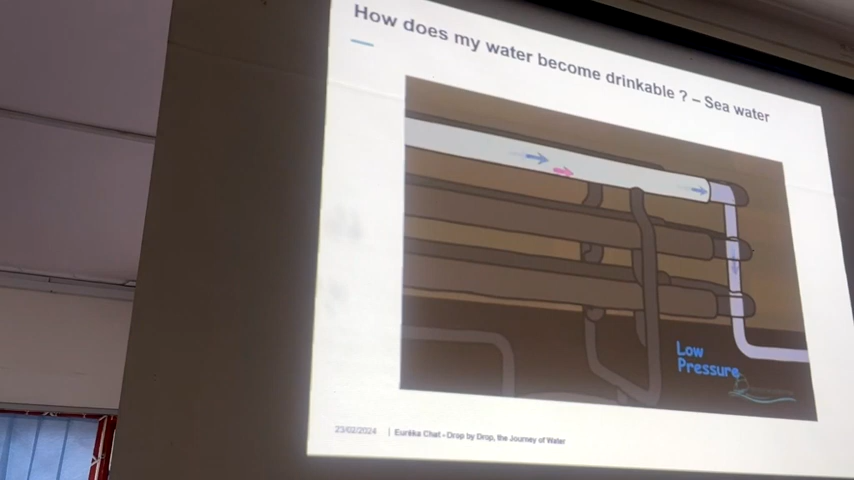 How does my water become drinkable ? – Sea water
Low
Pressure
23/02/2024 | Eurêka Chat - Drop by Drop, the Journey of Water